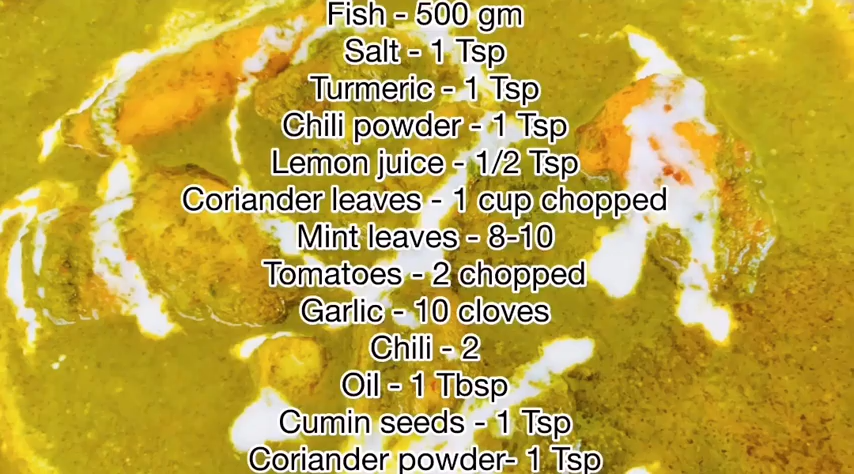 Fish - 500 gm
Salt - 1 Tsp
Turmeric - 1 Tsp
Chili powder - 1 Tsp
Lemon juice - 1/2 Tsp
Coriander leaves - 1 cup chopped
Mint leaves - 8-10
Tomatoes - 2 chopped
Garlic - 10 cloves
Chili - 2
Oil - 1 Tbsp
Cumin seeds - 1 Tsp
Coriander powder- 1 Tsp